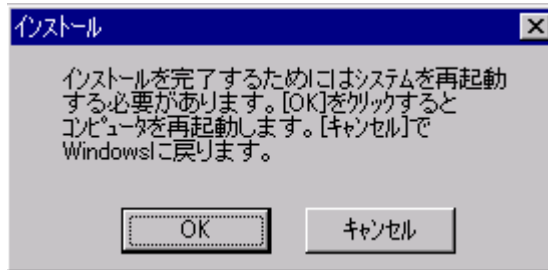 インストール
インストールを完了するためにはシステムを再起動
する必要があります。[OK]をクリックすると
コンピュータを再起動します。[キャンセル]で
Windowsに戻ります。
OK
キャンセル